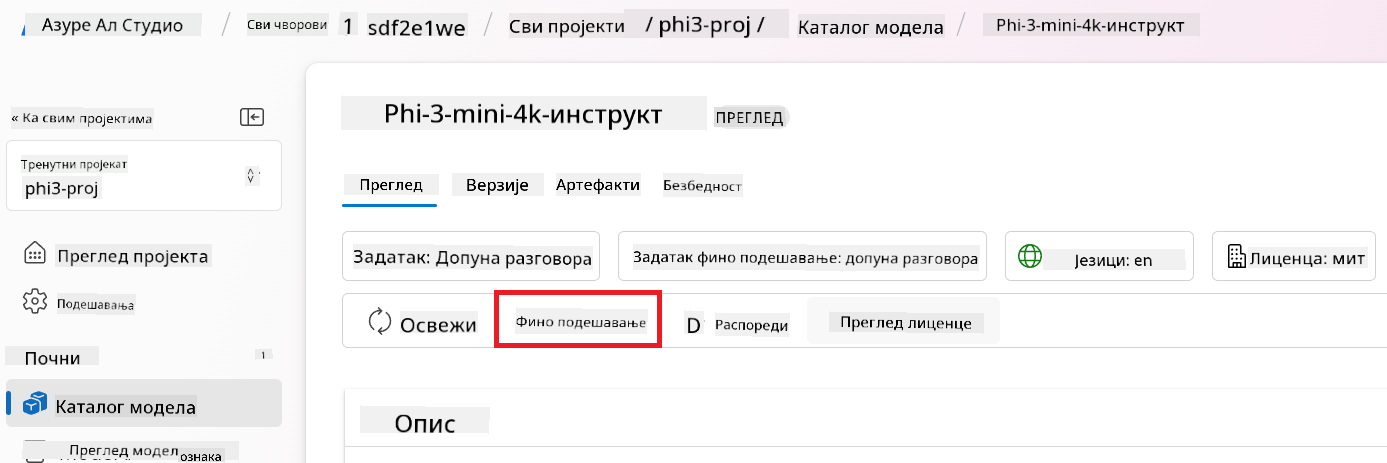 Азуре Ал Студио / Сви чворови 1 sdf2e1we / Сви пројекти / phi3-proj / Каталог модела / Phi-3-mini-4k-инструкт
« Ка свим пројектима
Тренутни пројекат
phi3-proj
Преглед пројекта
Подешавања
Почни 1
Каталог модела
Преглед модел
ознака
Phi-3-mini-4k-инструкт ПРЕГЛЕД
Преглед Верзије Артефакти Безбедност
Задатак: Допуна разговора Задатак фино подешавање: допуна разговора Језици: en Лиценца: мит
Освежи Фино подешавање D Распореди Преглед лиценце
Опис